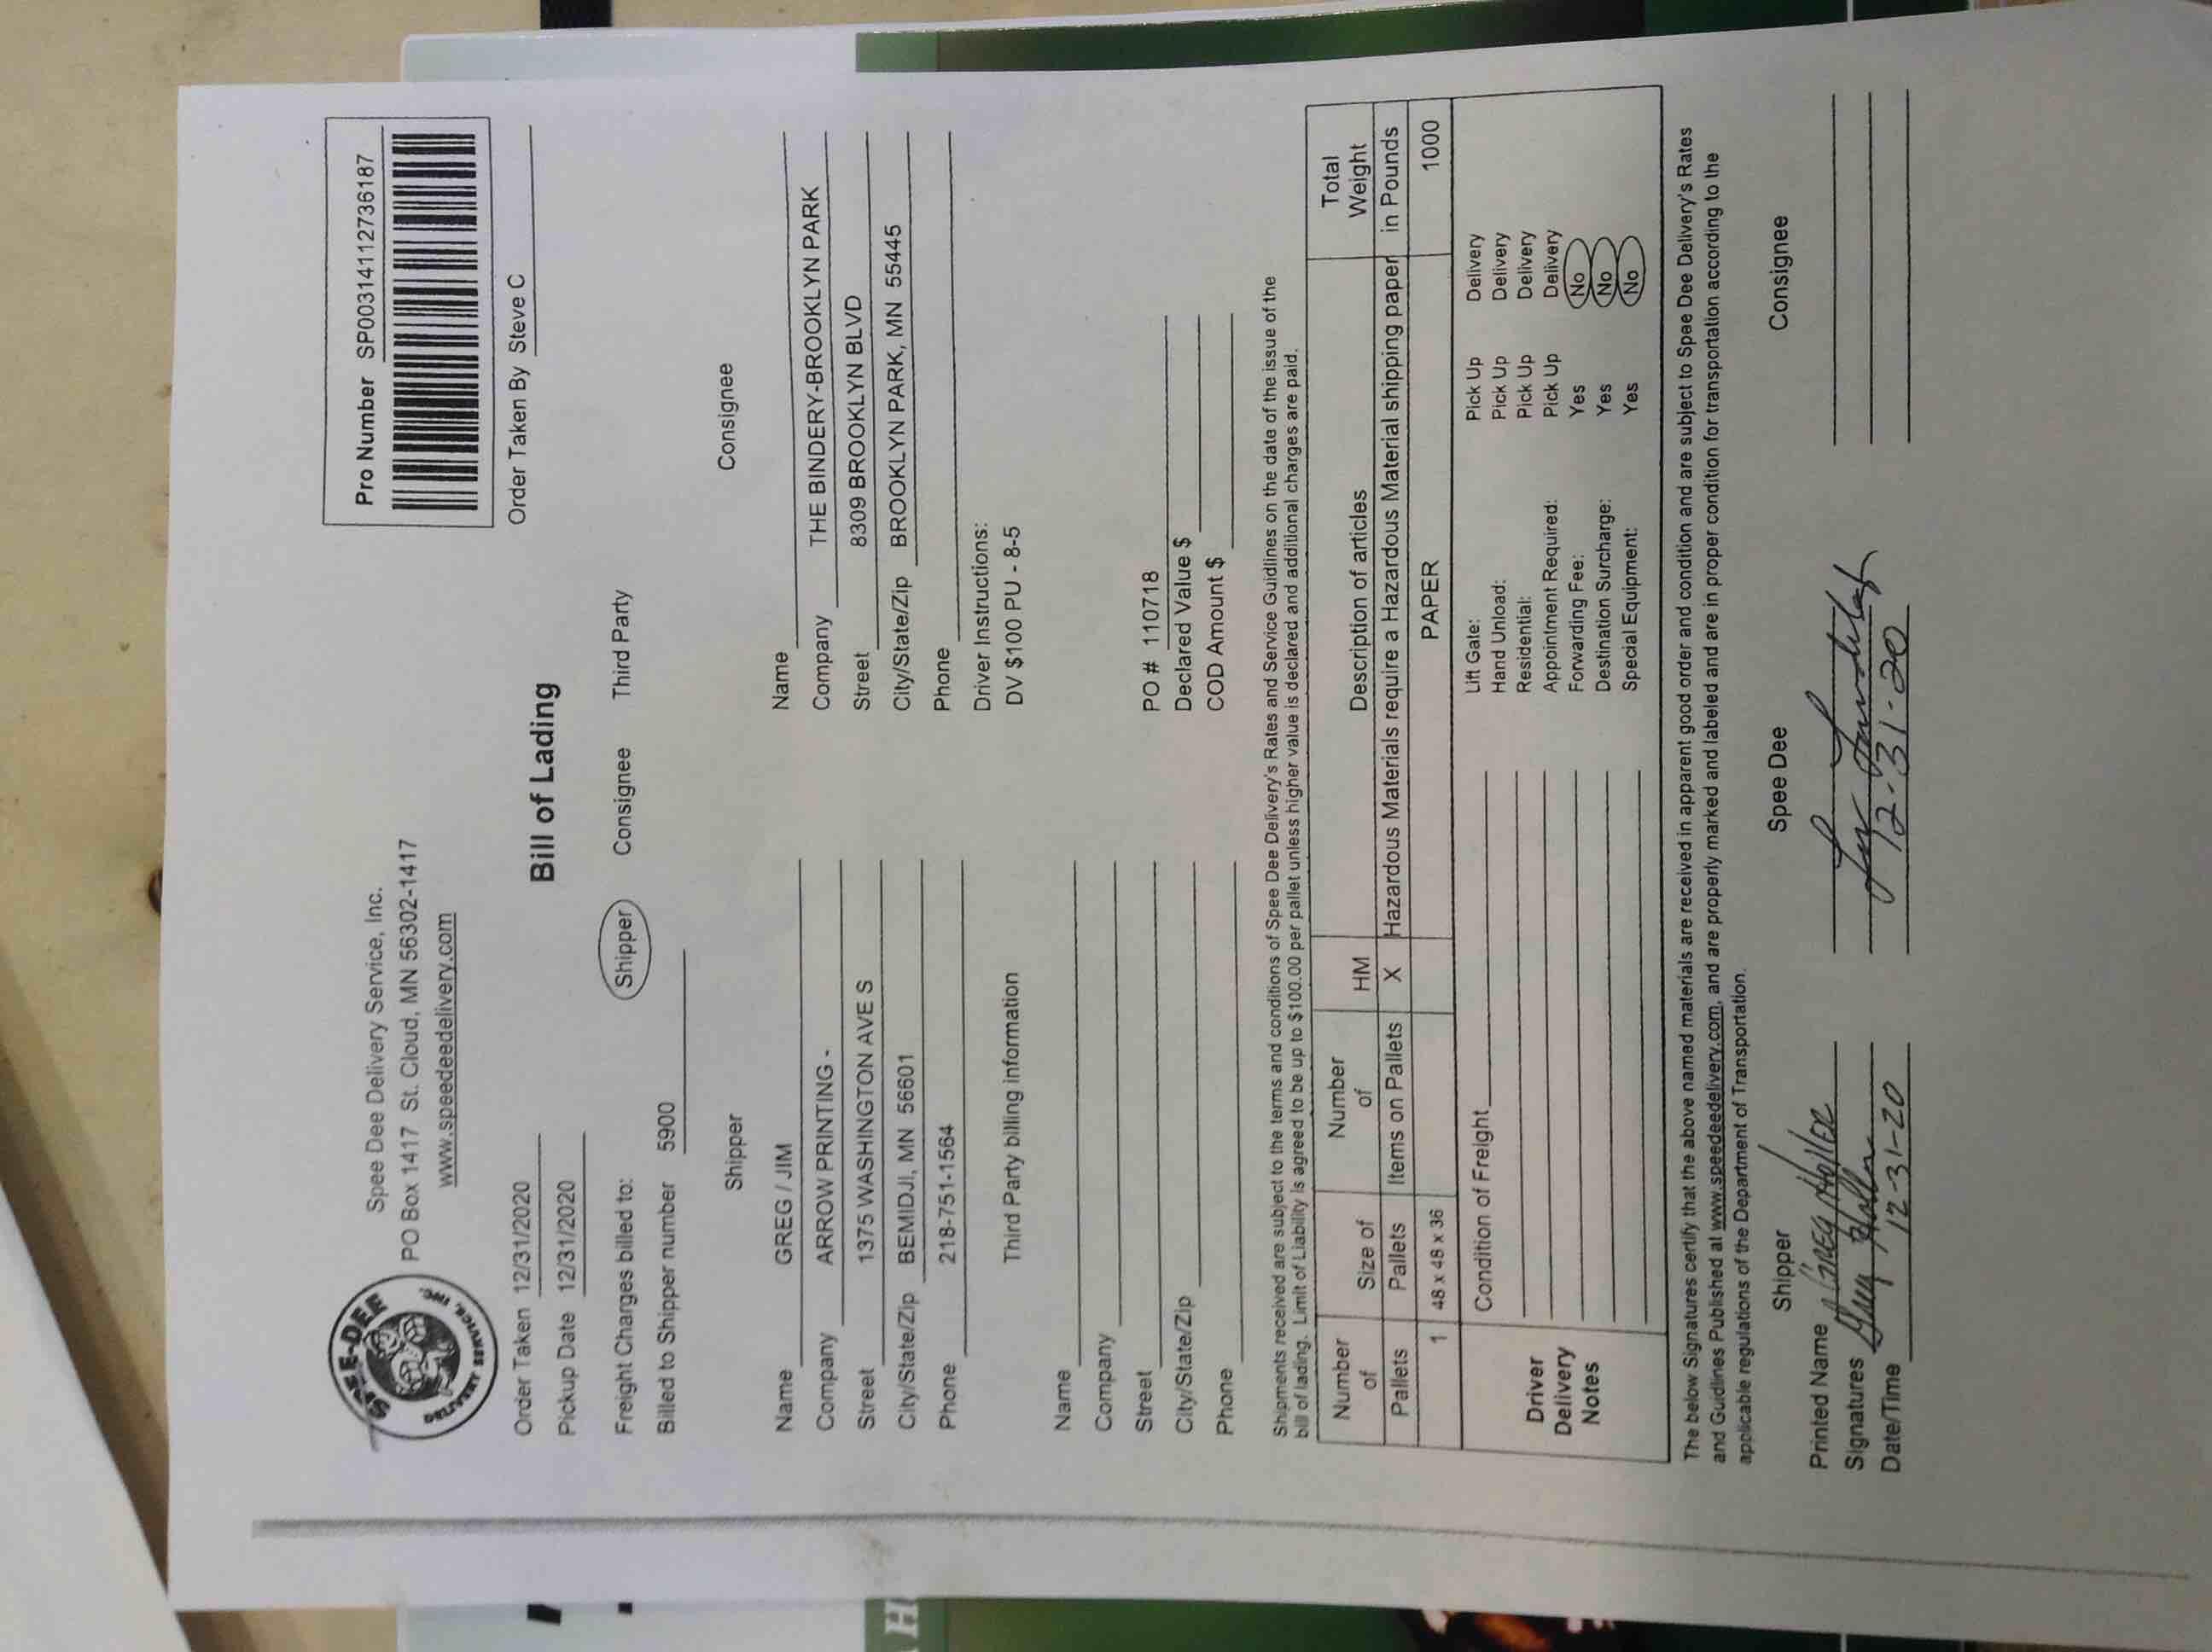 SPEE-DEE
DELIVERY SERVICE, INC.
Spee Dee Delivery Service, Inc.
PO Box 1417 St. Cloud, MN 56302-1417
www.speedeedelivery.com
Pro Number SP00314112736187
Order Taken 12/31/2020
Order Taken By Steve C
Pickup Date 12/31/2020
Bill of Lading
Freight Charges billed to: Shipper Consignee Third Party
Billed to Shipper number 5900
Shipper
Name GREG / JIM
Company ARROW PRINTING -
Street 1375 WASHINGTON AVE S
City/State/Zip BEMIDJI, MN 56601
Phone 218-751-1564
Consignee
Name
Company THE BINDERY-BROOKLYN PARK
Street 8309 BROOKLYN BLVD
City/State/Zip BROOKLYN PARK, MN 55445
Phone
Driver Instructions:
DV $100 PU - 8-5
Third Party billing information
Name
Company
Street
City/State/Zip
Phone
PO # 110718
Declared Value $
COD Amount $
Shipments received are subject to the terms and conditions of Spee Dee Delivery's Rates and Service Guidlines on the date of the issue of the
bill of lading. Limit of Liability is agreed to be up to $100.00 per pallet unless higher value is declared and additional charges are paid.
Number of Pallets
Size of Pallets
Number of Items on Pallets
HM
Description of articles
Total Weight in Pounds
X Hazardous Materials require a Hazardous Material shipping paper
1 48 x 48 x 36 PAPER 1000
Driver Delivery Notes
Condition of Freight
Lift Gate: Pick Up Delivery
Hand Unload: Pick Up Delivery
Residential: Pick Up Delivery
Appointment Required: Pick Up Delivery
Forwarding Fee: Yes No
Destination Surcharge: Yes No
Special Equipment: Yes No
The below Signatures certify that the above named materials are received in apparent good order and condition and are subject to Spee Dee Delivery's Rates
and Guidlines Published at www.speedeedelivery.com, and are properly marked and labeled and are in proper condition for transportation according to the
applicable regulations of the Department of Transportation.
Shipper Spee Dee Consignee
Printed Name GREG HOLLER
Signatures
Date/Time 12-31-20 12-31-20
H